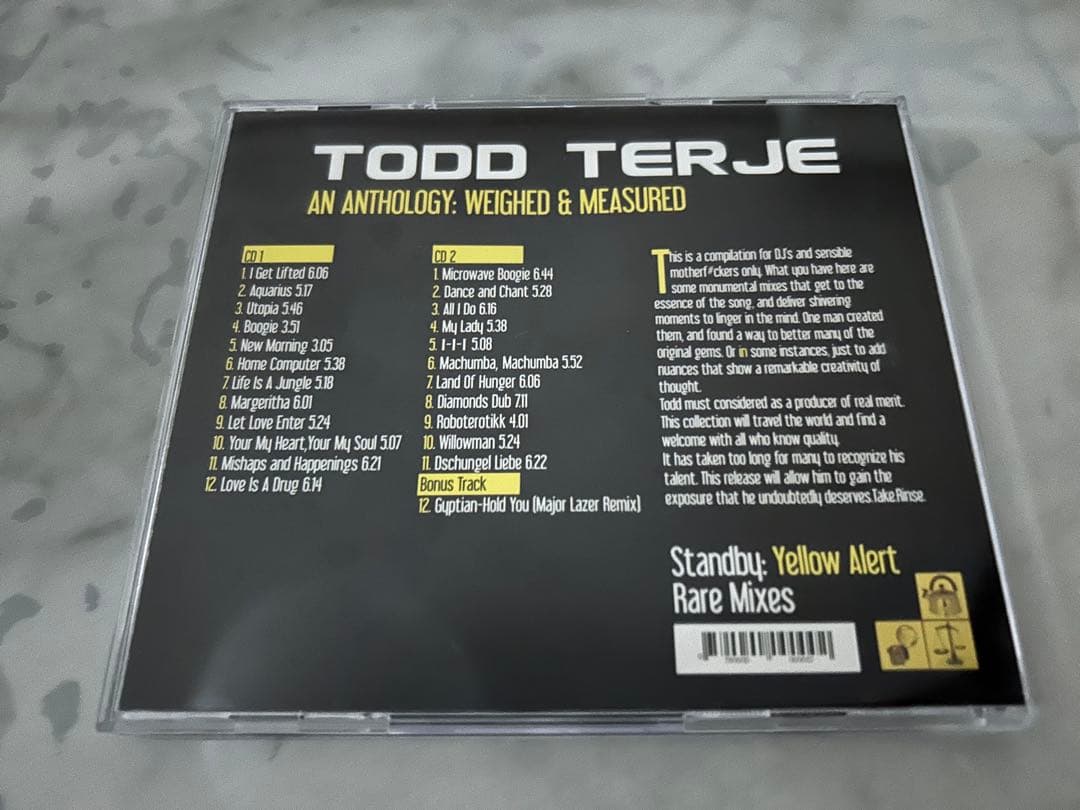 TODD TERJE
AN ANTHOLOGY: WEIGHED & MEASURED
CD 1
1. I Get Lifted 6.06
2. Aquarius 5.17
3. Utopia 5.46
4. Boogie 3.51
5. New Morning 3.05
6. Home Computer 5.38
7. Life Is A Jungle 5.18
8. Margeritha 6.01
9. Let Love Enter 5.24
10. Your My Heart,Your My Soul 5.07
11. Mishaps and Happenings 6.21
12. Love Is A Drug 6.14
CD 2
1. Microwave Boogie 6.44
2. Dance and Chant 5.28
3. All I Do 6.16
4. My Lady 5.38
5. I-I-I 5.08
6. Machumba, Machumba 5.52
7. Land Of Hunger 6.06
8. Diamonds Dub 7.11
9. Roboterotikk 4.01
10. Willowman 5.24
11. Dschungel Liebe 6.22
Bonus Track
12. Gyptian-Hold You (Major Lazer Remix)
This is a compilation for DJ's and sensible
motherf#ckers only. What you have here are
some monumental mixes that get to the
essence of the song, and deliver shivering
moments to linger in the mind. One man created
them, and found a way to better many of the
original gems. Or in some instances, just to add
nuances that show a remarkable creativity of
thought.
Todd must considered as a producer of real merit.
This collection will travel the world and find a
welcome with all who know quality.
It has taken too long for many to recognize his
talent. This release will allow him to gain the
exposure that he undoubtedly deserves.Take.Rinse.
Standby: Yellow Alert
Rare Mixes